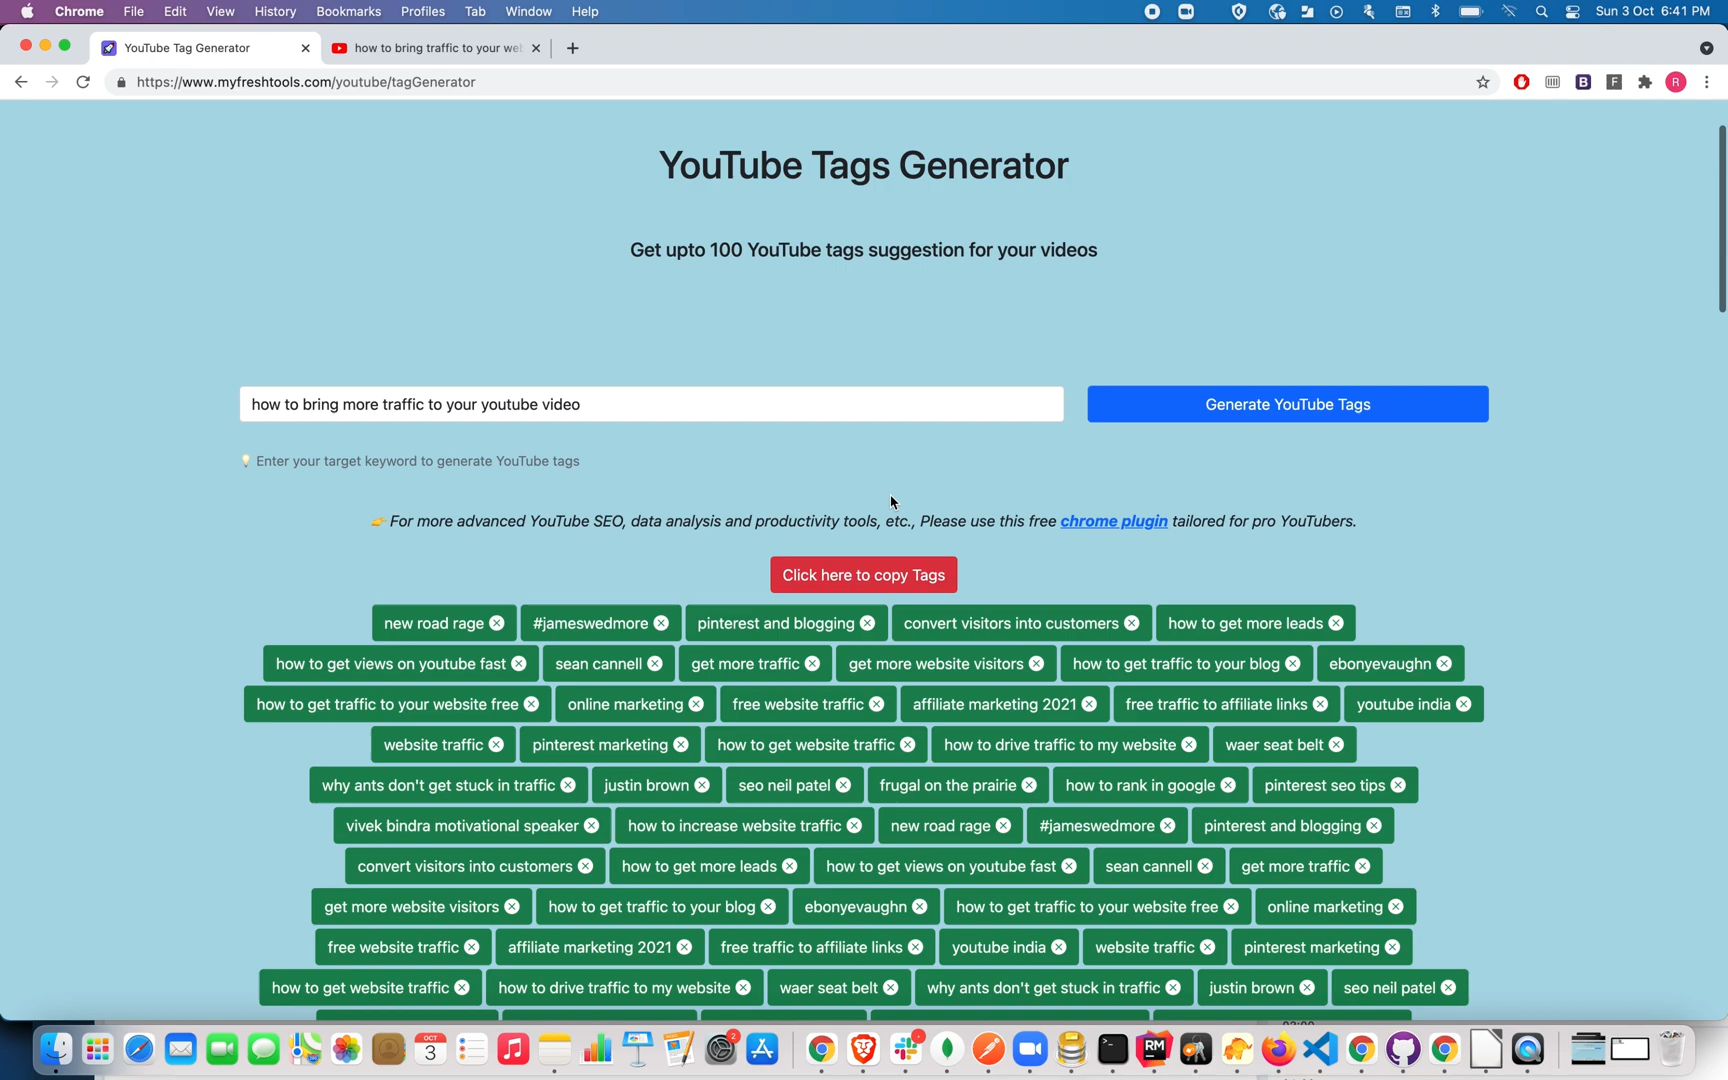 Chrome File Edit View History Bookmarks Profiles Tab Window Help Sun 3 Oct 6:41 PM
YouTube Tag Generator how to bring traffic to your we
https://www.myfreshtools.com/youtube/tagGenerator
YouTube Tags Generator
Get upto 100 YouTube tags suggestion for your videos
how to bring more traffic to your youtube video Generate YouTube Tags
Enter your target keyword to generate YouTube tags
For more advanced YouTube SEO, data analysis and productivity tools, etc., Please use this free chrome plugin tailored for pro YouTubers.
Click here to copy Tags
new road rage #jameswedmore pinterest and blogging convert visitors into customers how to get more leads
how to get views on youtube fast sean cannell get more traffic get more website visitors how to get traffic to your blog ebonyevaughn
how to get traffic to your website free online marketing free website traffic affiliate marketing 2021 free traffic to affiliate links youtube india
website traffic pinterest marketing how to get website traffic how to drive traffic to my website waer seat belt
why ants don't get stuck in traffic justin brown seo neil patel frugal on the prairie how to rank in google pinterest seo tips
vivek bindra motivational speaker how to increase website traffic new road rage #jameswedmore pinterest and blogging
convert visitors into customers how to get more leads how to get views on youtube fast sean cannell get more traffic
get more website visitors how to get traffic to your blog ebonyevaughn how to get traffic to your website free online marketing
free website traffic affiliate marketing 2021 free traffic to affiliate links youtube india website traffic pinterest marketing
how to get website traffic how to drive traffic to my website waer seat belt why ants don't get stuck in traffic justin brown seo neil patel
OCT
3
2
RM